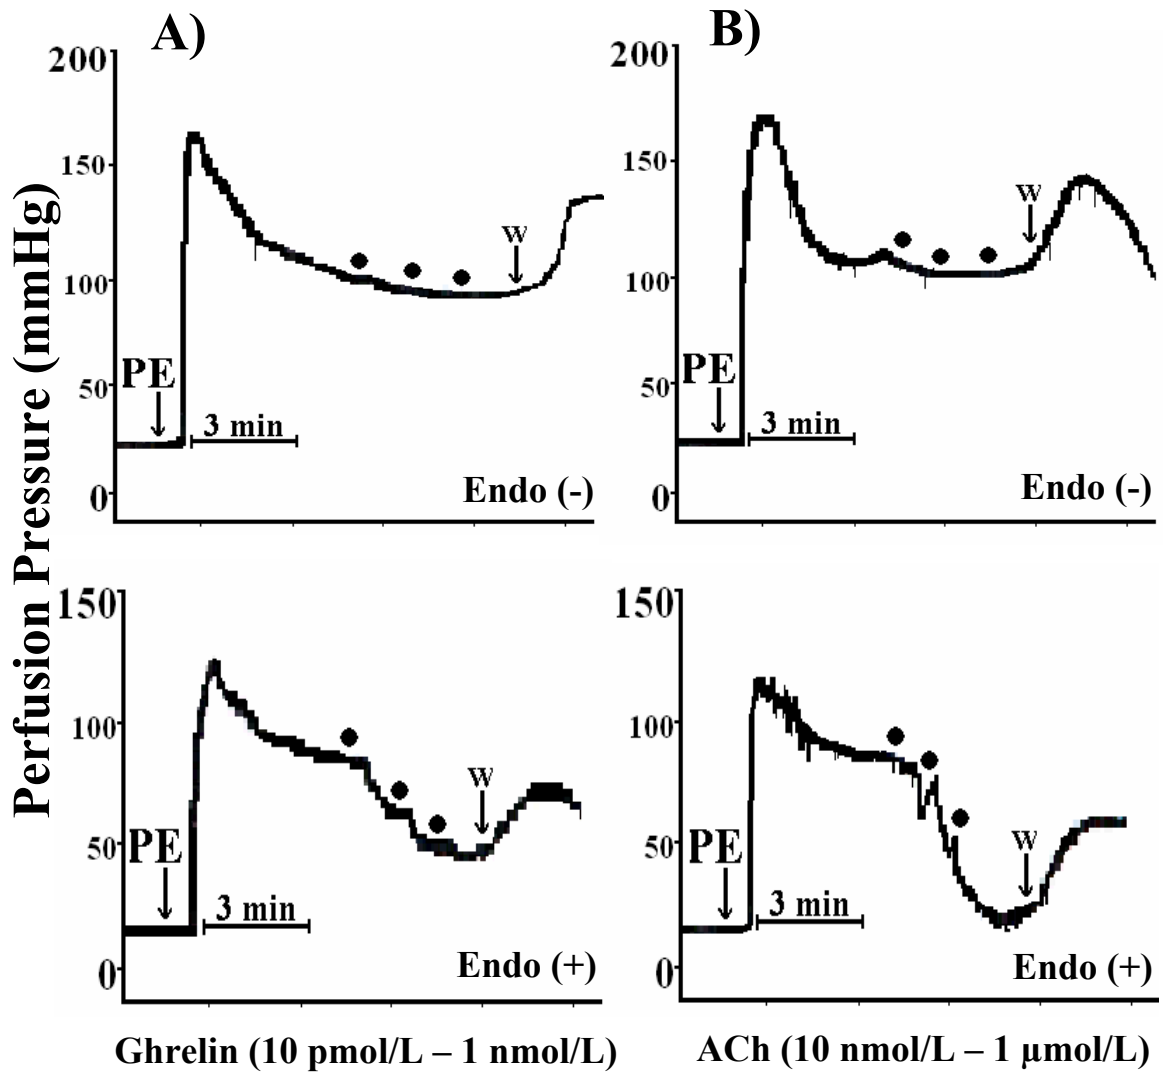 A)
B)
Perfusion Pressure (mmHg)
200
150
100
50
0
PE
3 min
W
Endo (-)
200
150
100
50
0
PE
3 min
W
Endo (-)
150
100
50
0
PE
3 min
W
Endo (+)
150
100
50
0
PE
3 min
W
Endo (+)
Ghrelin (10 pmol/L – 1 nmol/L)
ACh (10 nmol/L – 1 µmol/L)